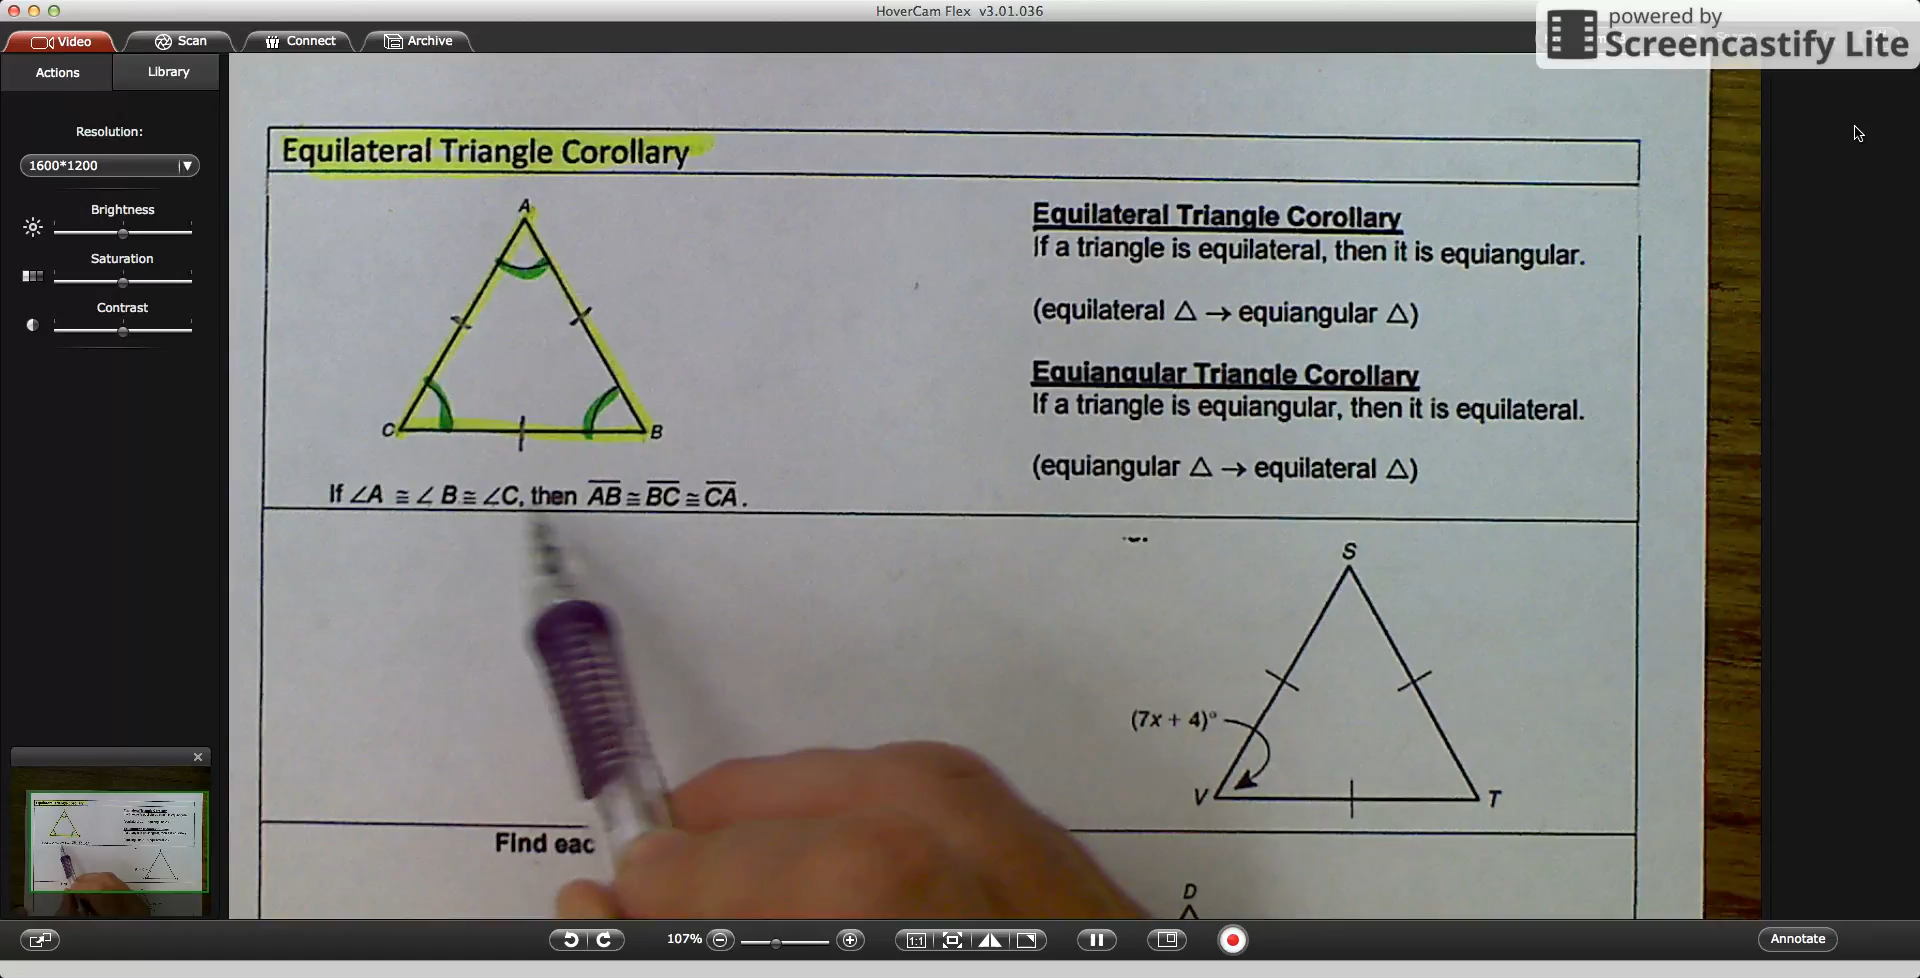 HoverCam Flex v3.01.036
powered by
Screencastify Lite
Video
Scan
Connect
Archive
Actions
Library
Resolution:
1600*1200
Brightness
Saturation
Contrast
Equilateral Triangle Corollary
A
C
B
If ∠A ≅ ∠ B ≅ ∠C, then A̅B̅ ≅ B̅C̅ ≅ C̅A̅.
Equilateral Triangle Corollary
If a triangle is equilateral, then it is equiangular.
(equilateral △ → equiangular △)
Equiangular Triangle Corollary
If a triangle is equiangular, then it is equilateral.
(equiangular △ → equilateral △)
S
(7x + 4)°
V
T
Find eac
D
107%
1:1
Annotate